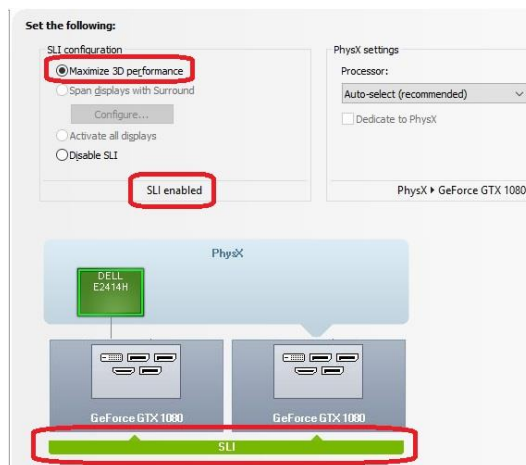 Set the following:
SLI configuration
Maximize 3D performance
Span displays with Surround
Configure...
Activate all displays
Disable SLI
SLI enabled
PhysX settings
Processor:
Auto-select (recommended)
Dedicate to PhysX
PhysX ▸ GeForce GTX 1080
PhysX
DELL
E2414H
GeForce GTX 1080
GeForce GTX 1080
SLI